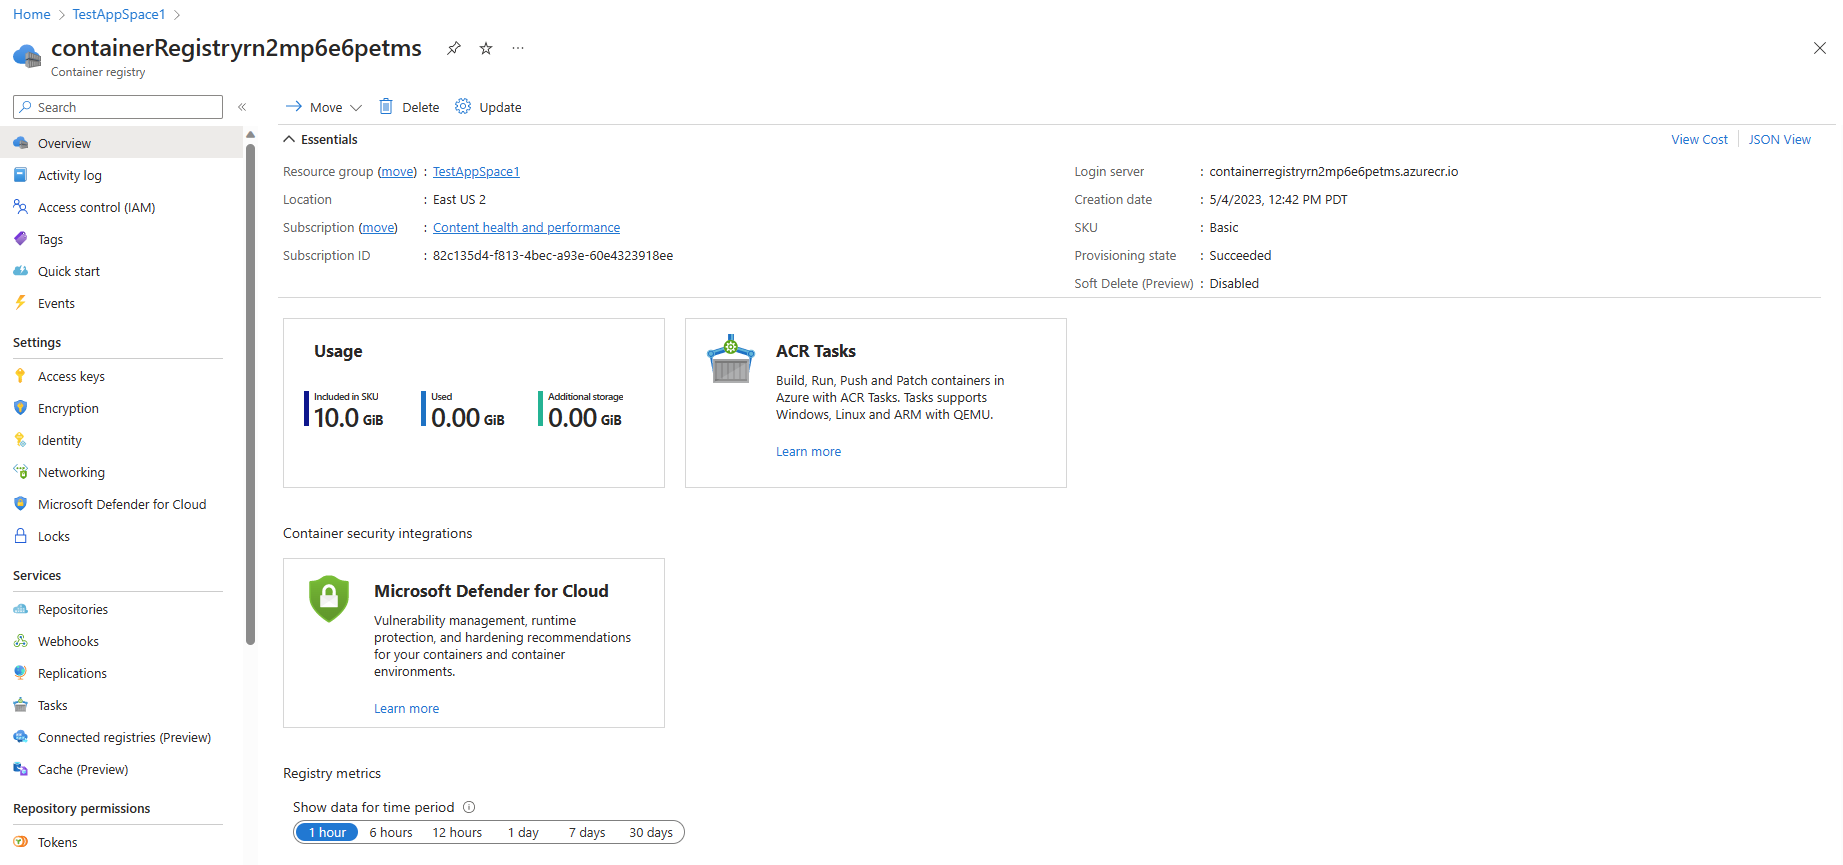 Home > TestAppSpace1 >
containerRegistryrn2mp6e6petms
Container registry
Search
Overview
Activity log
Access control (IAM)
Tags
Quick start
Events
Settings
Access keys
Encryption
Identity
Networking
Microsoft Defender for Cloud
Locks
Services
Repositories
Webhooks
Replications
Tasks
Connected registries (Preview)
Cache (Preview)
Repository permissions
Tokens
Move Delete Update
Essentials
View Cost JSON View
Resource group (move) : TestAppSpace1
Location : East US 2
Subscription (move) : Content health and performance
Subscription ID : 82c135d4-f813-4bec-a93e-60e4323918ee
Login server : containerregistryrn2mp6e6petms.azurecr.io
Creation date : 5/4/2023, 12:42 PM PDT
SKU : Basic
Provisioning state : Succeeded
Soft Delete (Preview) : Disabled
Usage
Included in SKU
10.0 GiB
Used
0.00 GiB
Additional storage
0.00 GiB
ACR Tasks
Build, Run, Push and Patch containers in
Azure with ACR Tasks. Tasks supports
Windows, Linux and ARM with QEMU.
Learn more
Container security integrations
Microsoft Defender for Cloud
Vulnerability management, runtime
protection, and hardening recommendations
for your containers and container
environments.
Learn more
Registry metrics
Show data for time period
1 hour 6 hours 12 hours 1 day 7 days 30 days